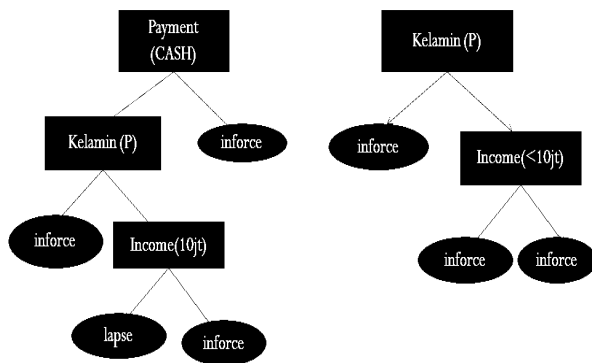 Payment
(CASH)
Kelamin (P)
Kelamin (P)
inforce
inforce
Income(<10jt)
inforce
Income(10jt)
inforce
inforce
lapse
inforce